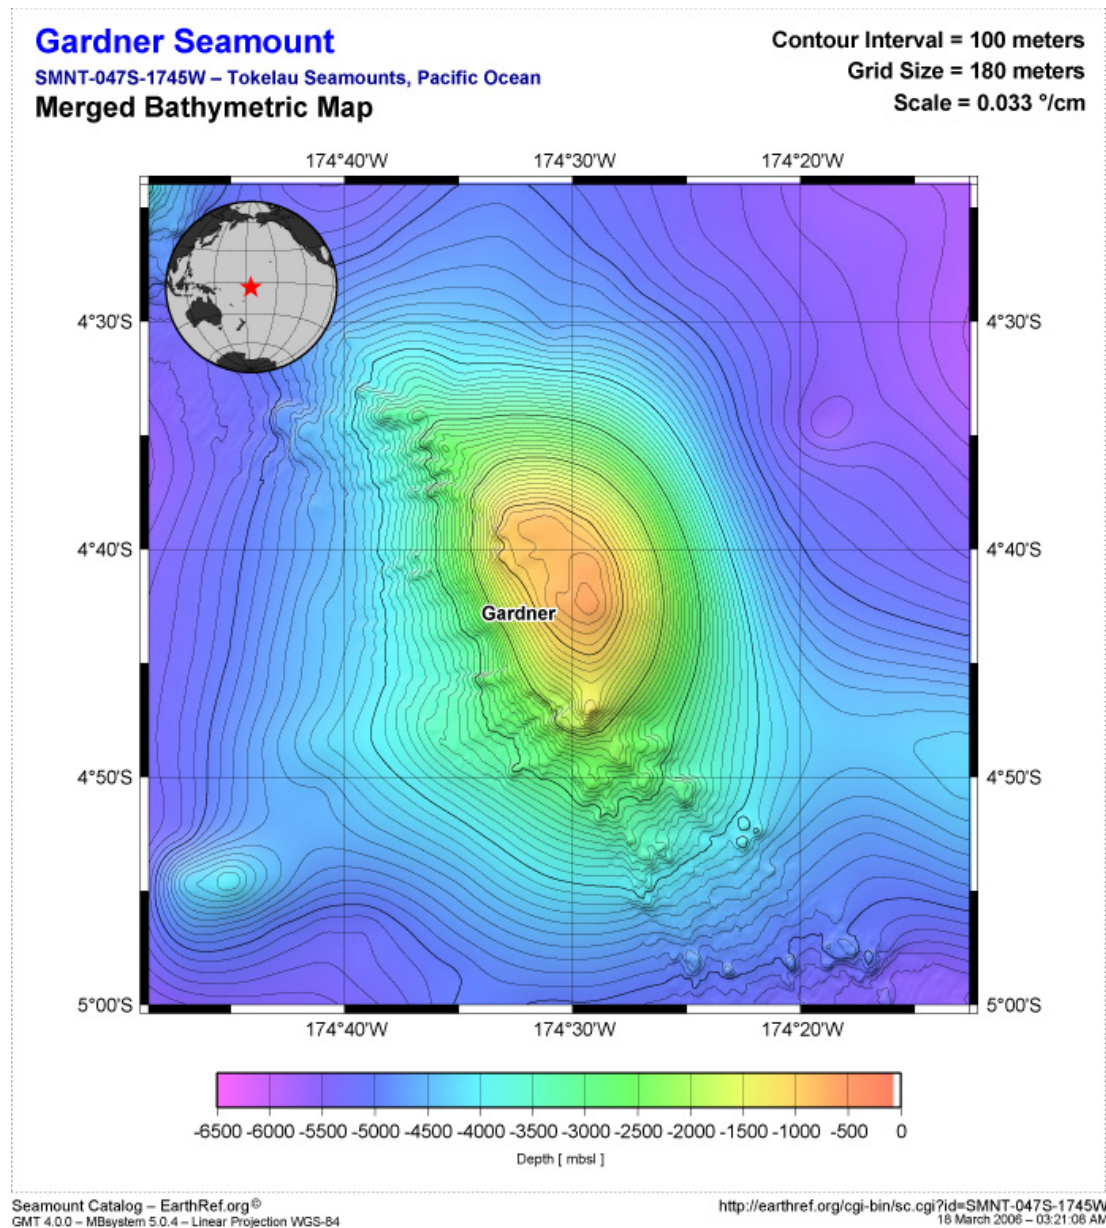 Gardner Seamount
SMNT-047S-1745W – Tokelau Seamounts, Pacific Ocean
Merged Bathymetric Map
Contour Interval = 100 meters
Grid Size = 180 meters
Scale = 0.033 °/cm
174°40'W 174°30'W 174°20'W
4°30'S 4°30'S
4°40'S 4°40'S
Gardner
4°50'S 4°50'S
5°00'S 5°00'S
174°40'W 174°30'W 174°20'W
-6500 -6000 -5500 -5000 -4500 -4000 -3500 -3000 -2500 -2000 -1500 -1000 -500 0
Depth [ mbsl ]
Seamount Catalog – EarthRef.org©
GMT 4.0.0 – MBsystem 5.0.4 – Linear Projection WGS-84
http://earthref.org/cgi-bin/sc.cgi?id=SMNT-047S-1745W
18 March 2006 – 03:21:08 AM